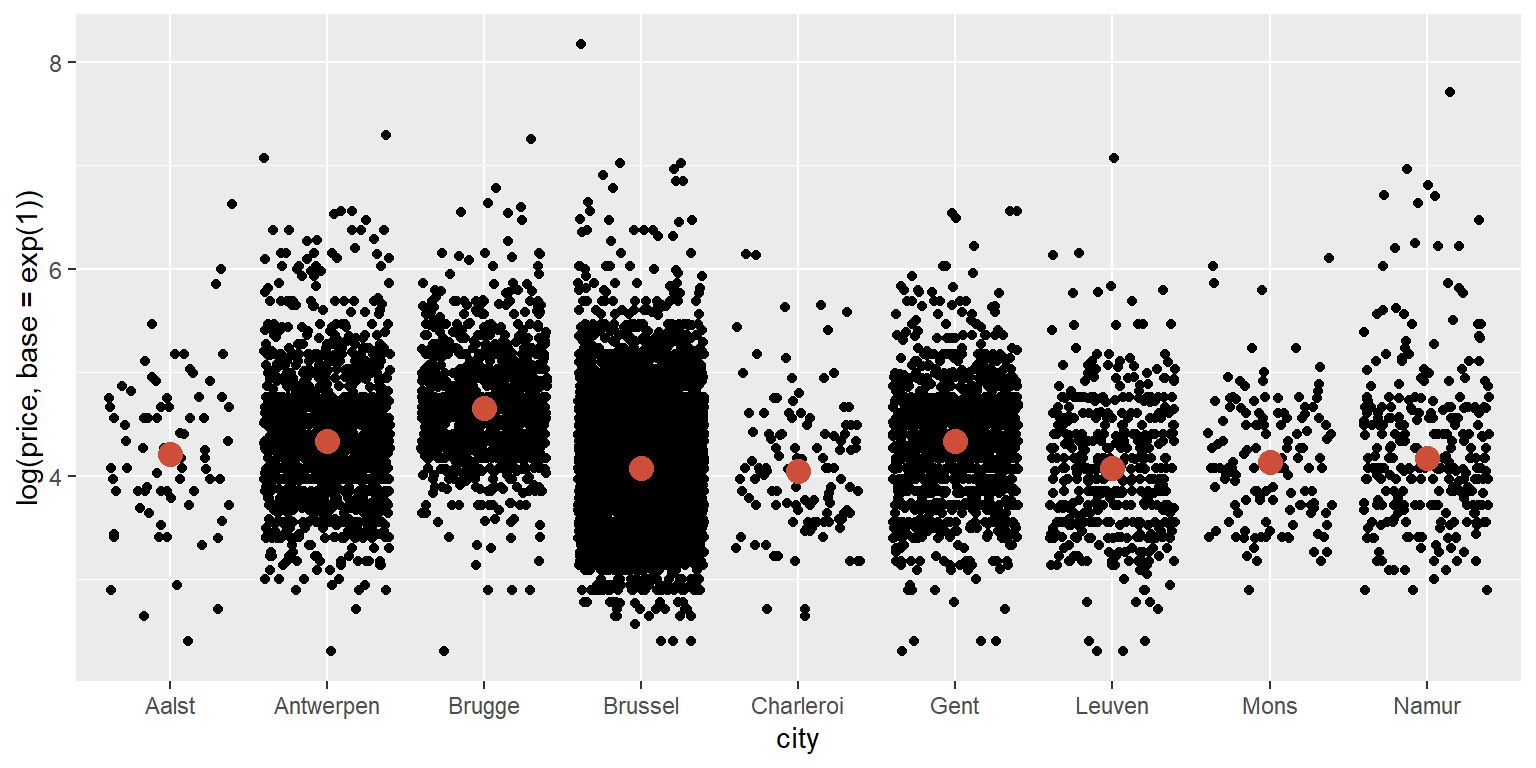 log(price, base = exp(1))
8
6
4
Aalst Antwerpen Brugge Brussel Charleroi Gent Leuven Mons Namur
city